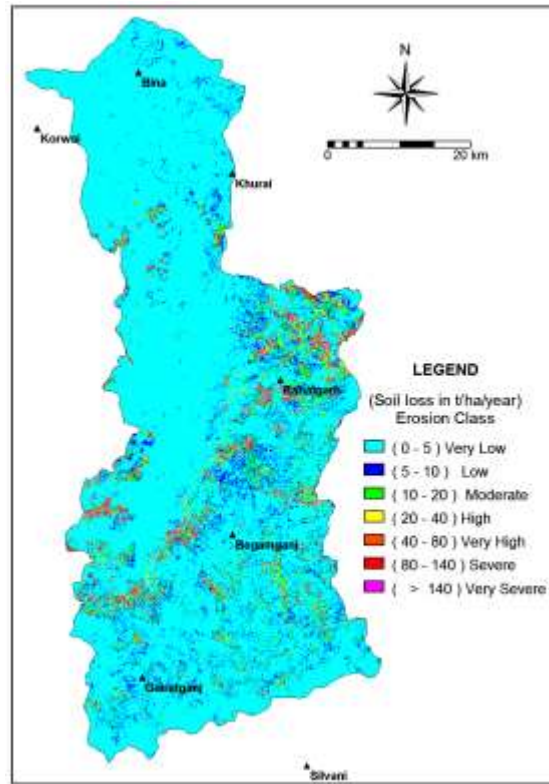 N
Bina
Korwai
0 20 km
Khurai
LEGEND
Rahatgarh
(Soil loss in t/ha/year)
Erosion Class
( 0 - 5 ) Very Low
( 5 - 10 ) Low
( 10 - 20 ) Moderate
( 20 - 40 ) High
( 40 - 80 ) Very High
( 80 - 140 ) Severe
( > 140 ) Very Severe
Begamganj
Gairatganj
Silvani